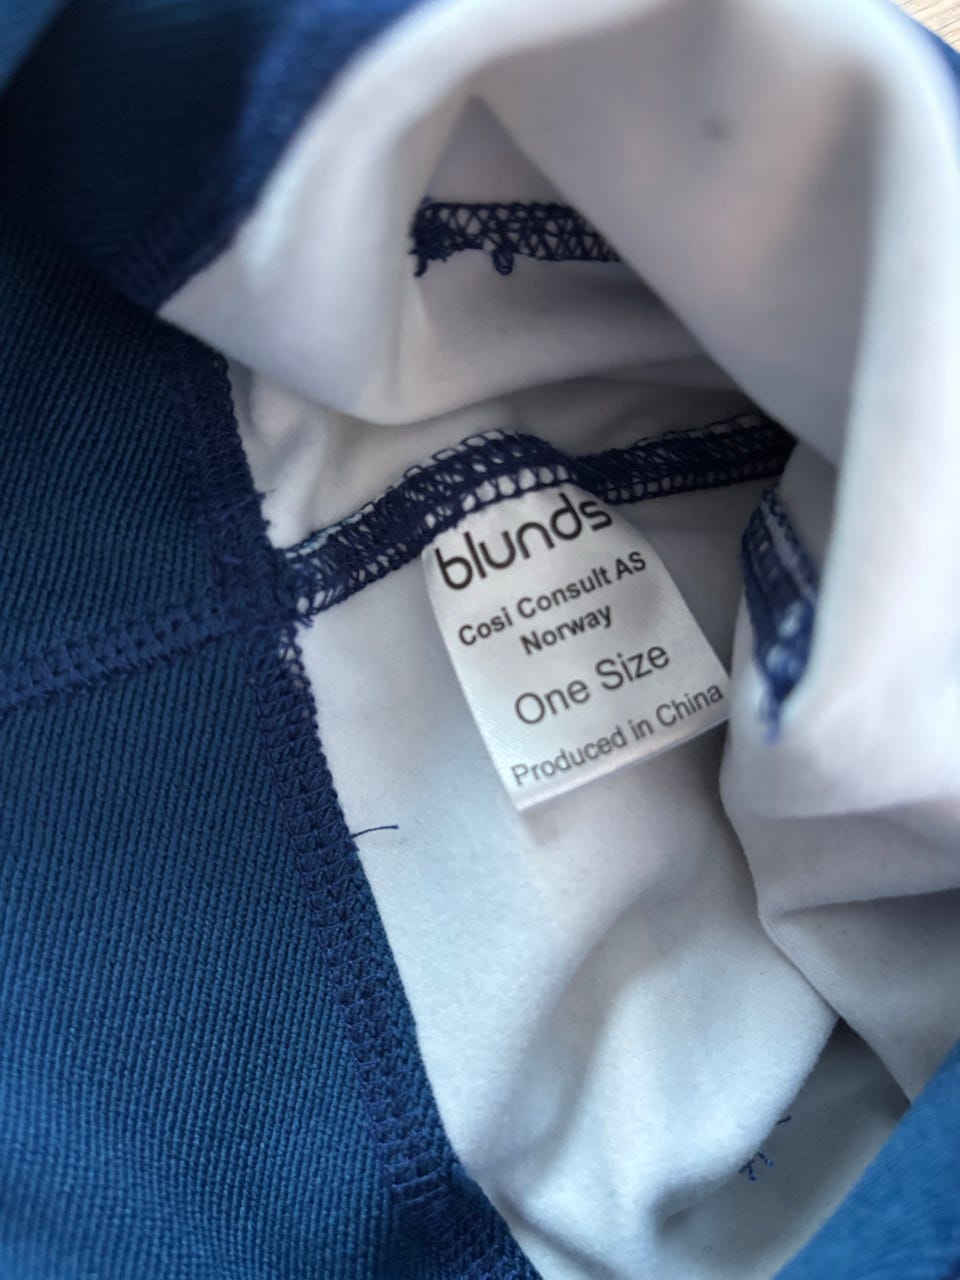 blunds
Cosi Consult AS
Norway
One Size
Produced in China